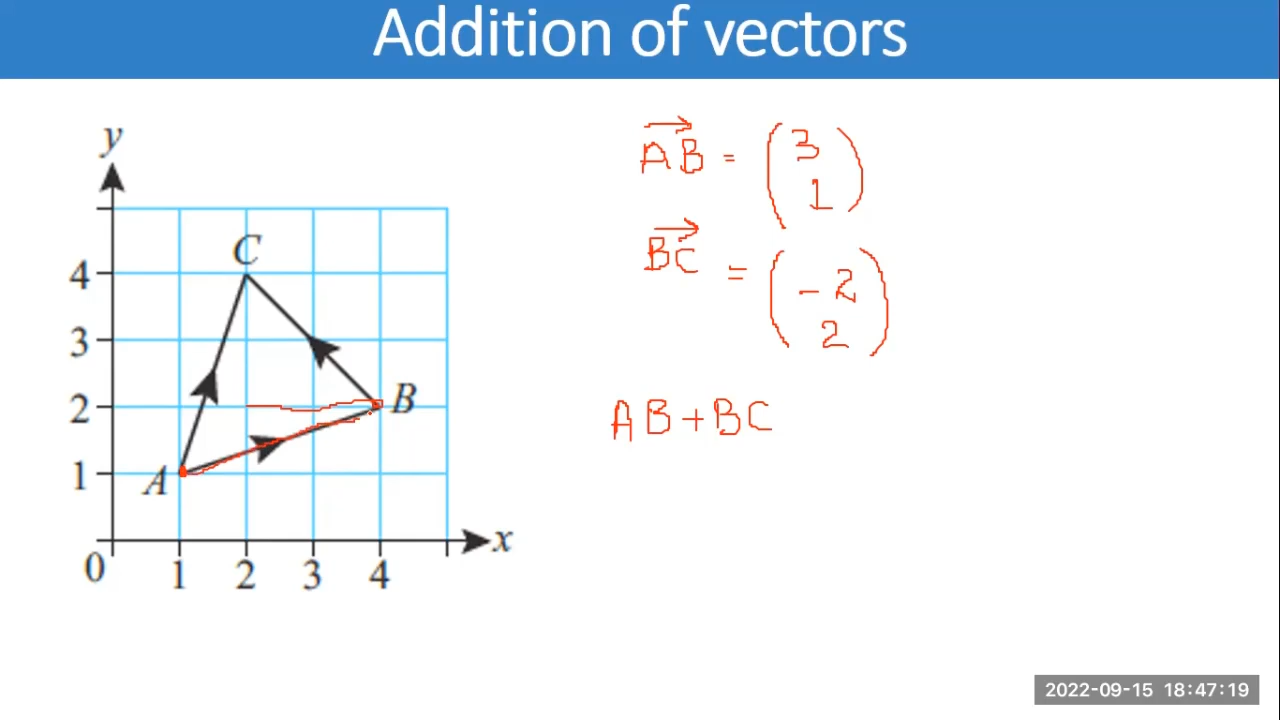 Addition of vectors
y
C
4
3
2
B
1
A
0
1 2 3 4
x
AB = (3
1)
BC = (-2
2)
AB+BC
2022-09-15 18:47:19